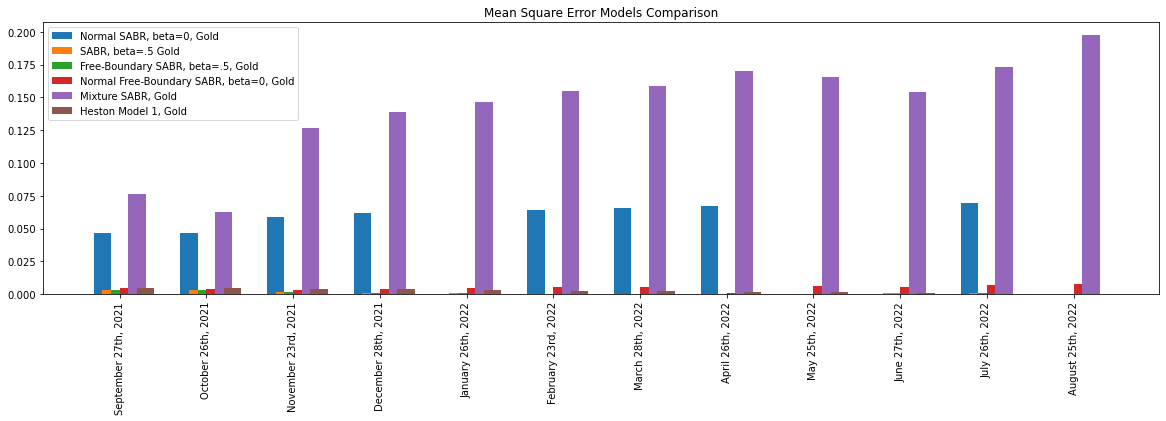 Mean Square Error Models Comparison
Normal SABR, beta=0, Gold
SABR, beta=.5 Gold
Free-Boundary SABR, beta=.5, Gold
Normal Free-Boundary SABR, beta=0, Gold
Mixture SABR, Gold
Heston Model 1, Gold
0.200
0.175
0.150
0.125
0.100
0.075
0.050
0.025
0.000
September 27th, 2021
October 26th, 2021
November 23rd, 2021
December 28th, 2021
January 26th, 2022
February 23rd, 2022
March 28th, 2022
April 26th, 2022
May 25th, 2022
June 27th, 2022
July 26th, 2022
August 25th, 2022